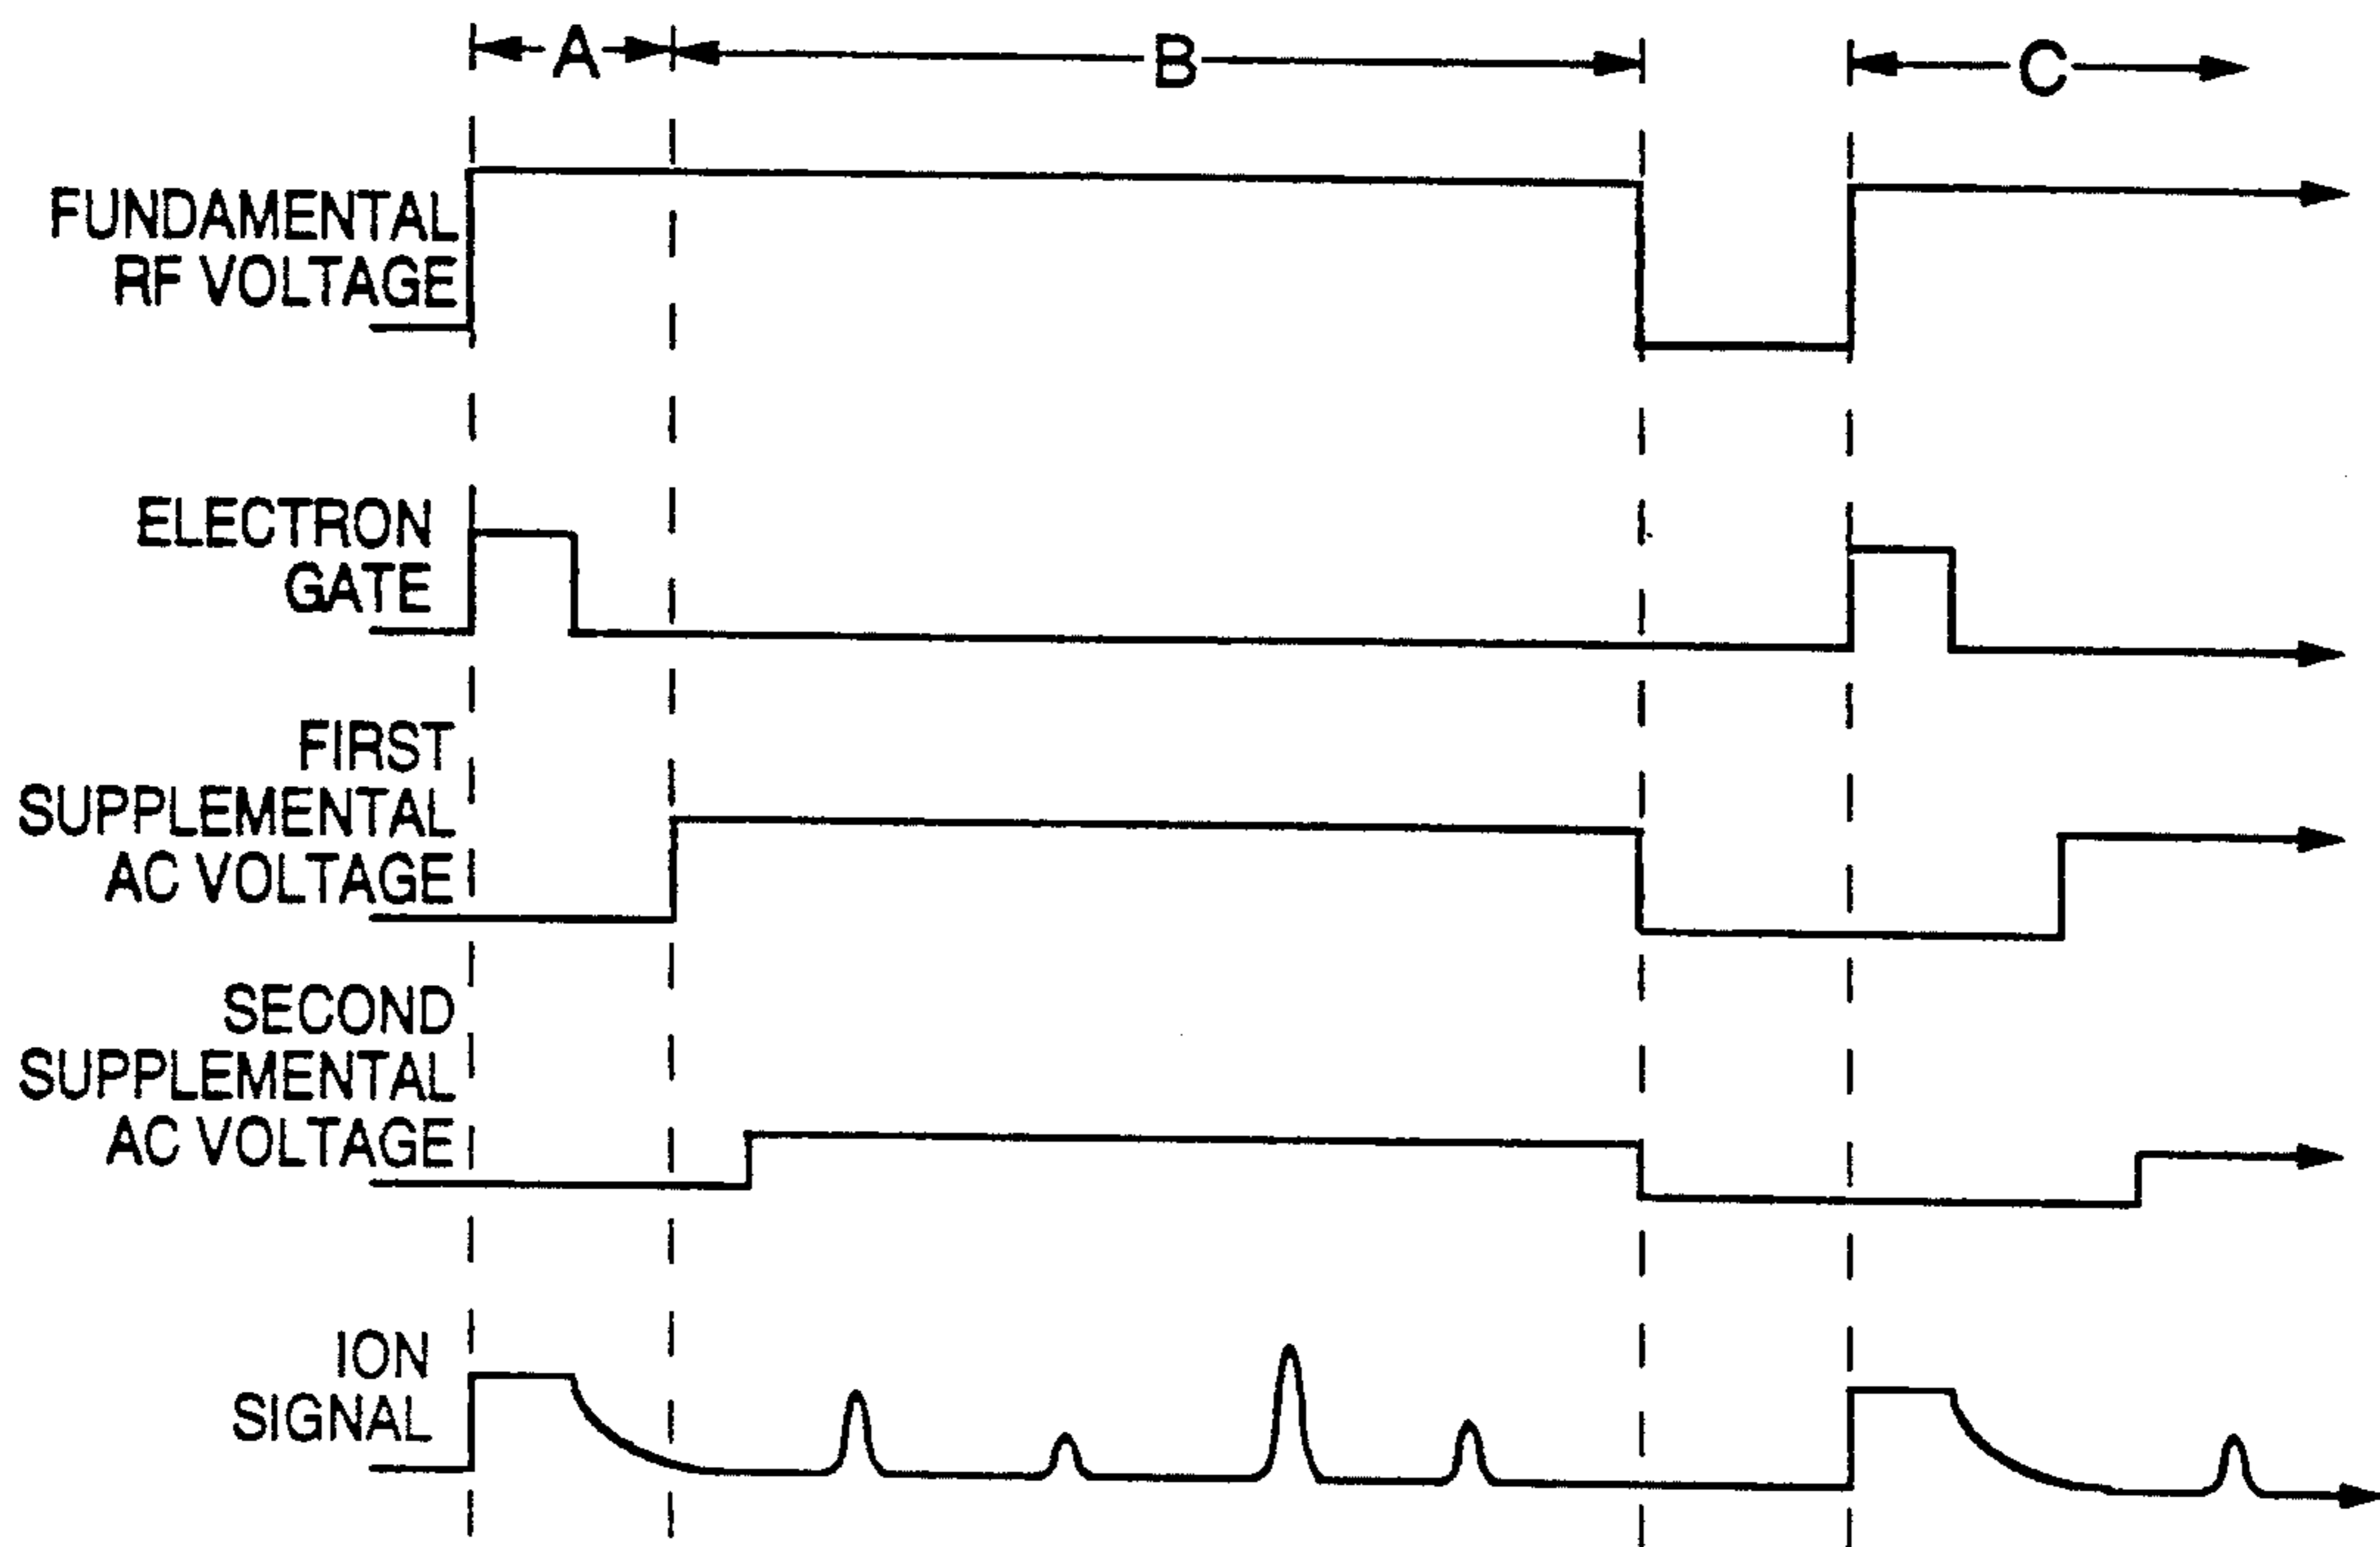 A
B
C
FUNDAMENTAL
RF VOLTAGE
ELECTRON
GATE
FIRST
SUPPLEMENTAL
AC VOLTAGE
SECOND
SUPPLEMENTAL
AC VOLTAGE
ION
SIGNAL